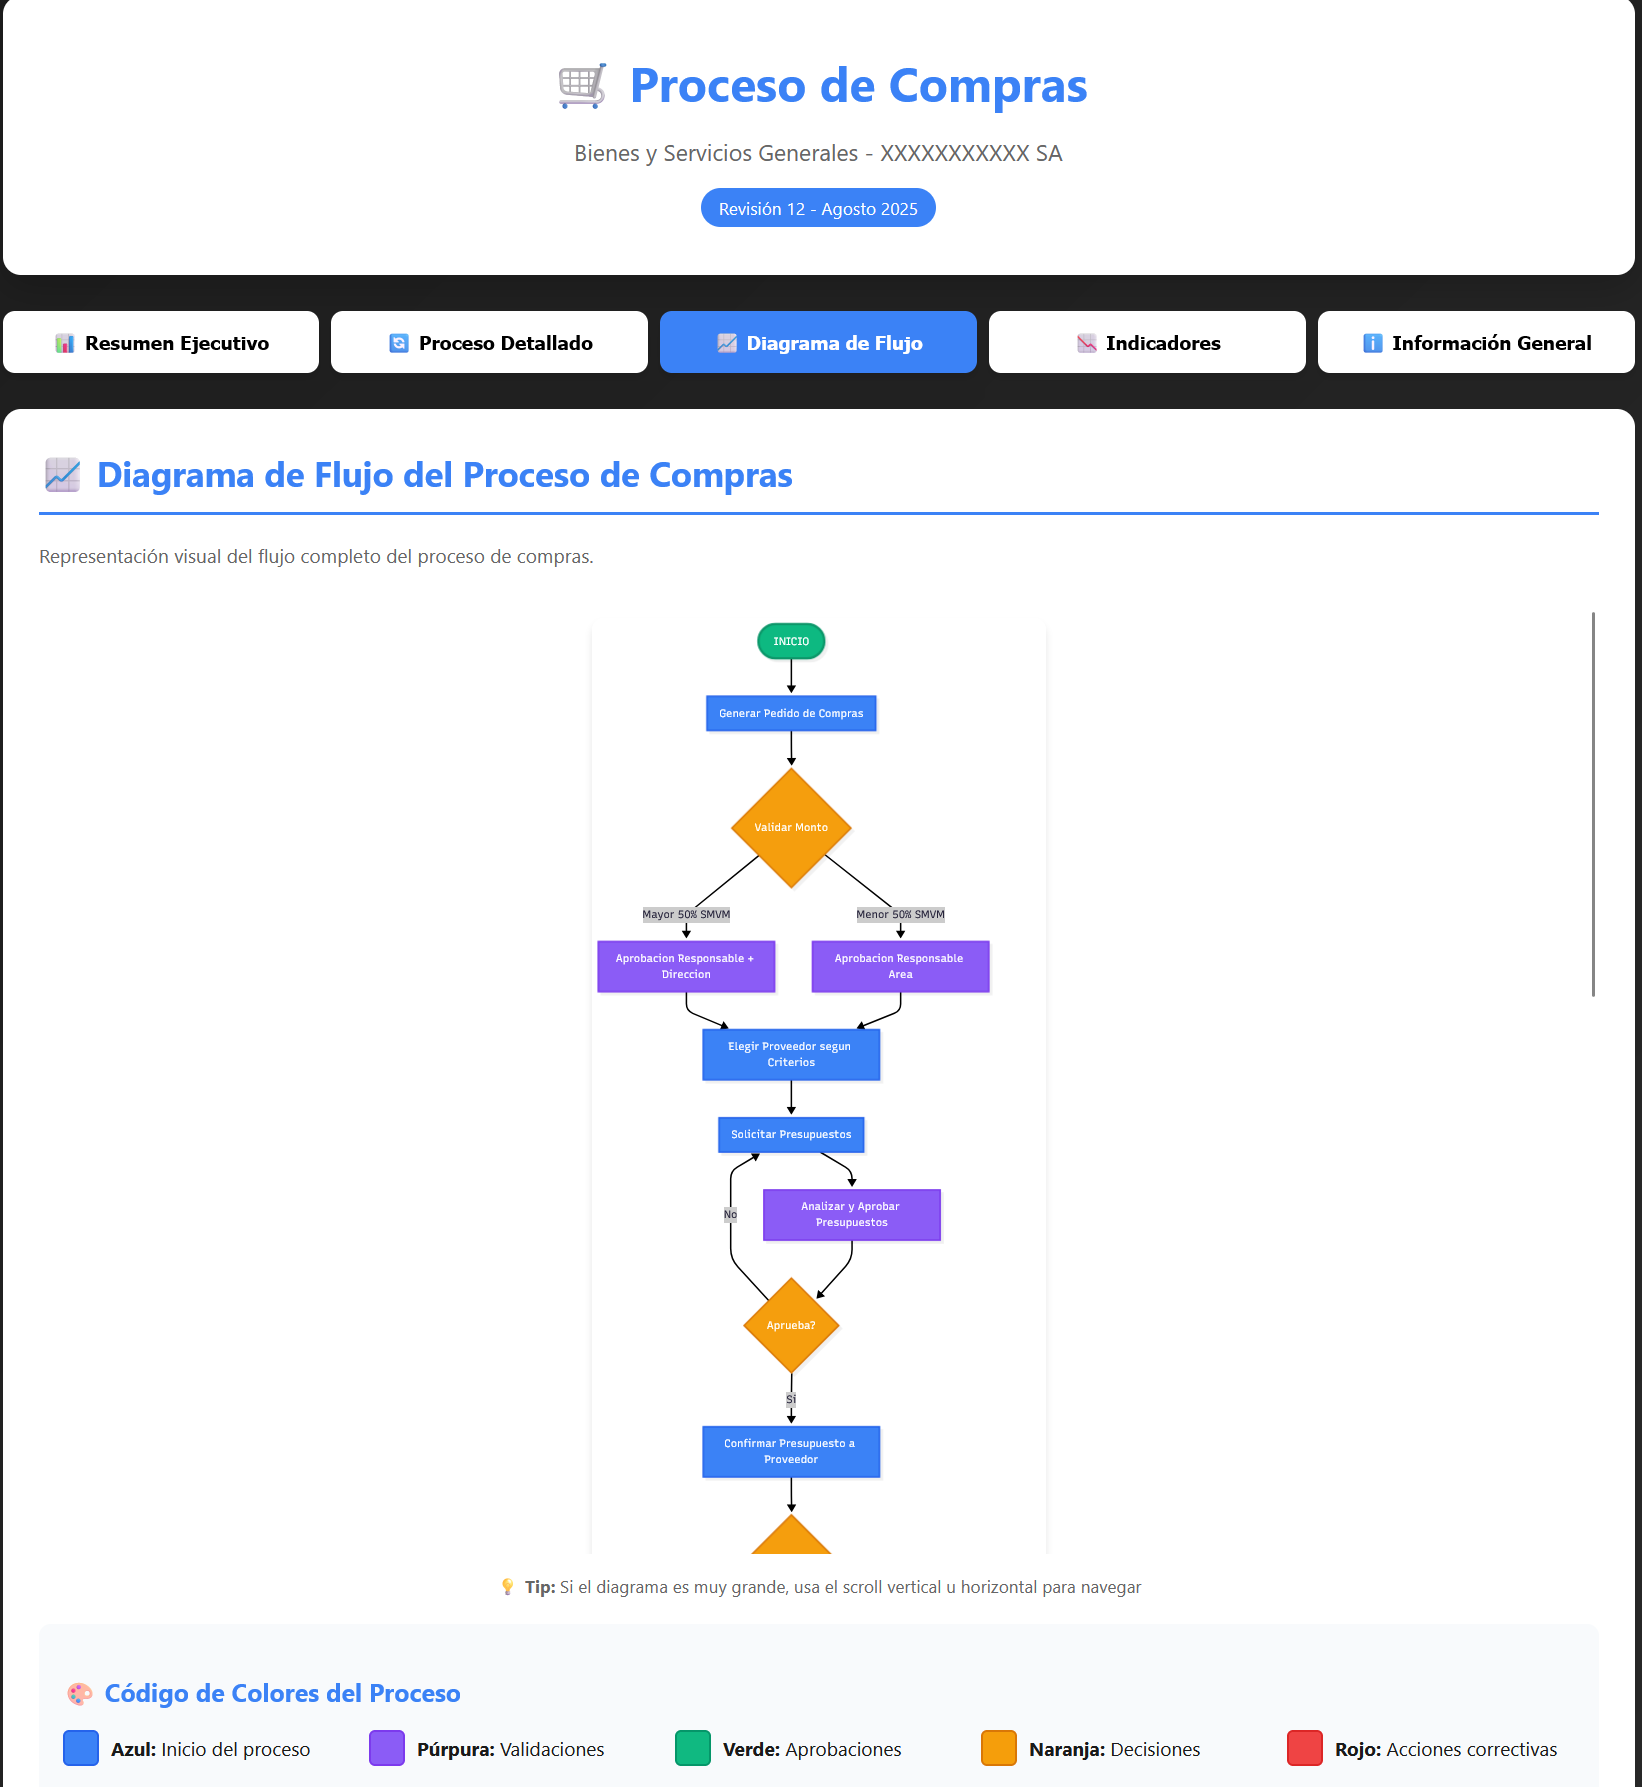 Proceso de Compras
Bienes y Servicios Generales - XXXXXXXXXXX SA
Revisión 12 - Agosto 2025
Resumen Ejecutivo
Proceso Detallado
Diagrama de Flujo
Indicadores
Información General
Diagrama de Flujo del Proceso de Compras
Representación visual del flujo completo del proceso de compras.
INICIO
Generar Pedido de Compras
Validar Monto
Mayor 50% SMVM
Menor 50% SMVM
Aprobacion Responsable +
Direccion
Aprobacion Responsable
Area
Elegir Proveedor segun
Criterios
Solicitar Presupuestos
No
Analizar y Aprobar
Presupuestos
Aprueba?
Si
Confirmar Presupuesto a
Proveedor
Tip: Si el diagrama es muy grande, usa el scroll vertical u horizontal para navegar
Código de Colores del Proceso
Azul: Inicio del proceso
Púrpura: Validaciones
Verde: Aprobaciones
Naranja: Decisiones
Rojo: Acciones correctivas